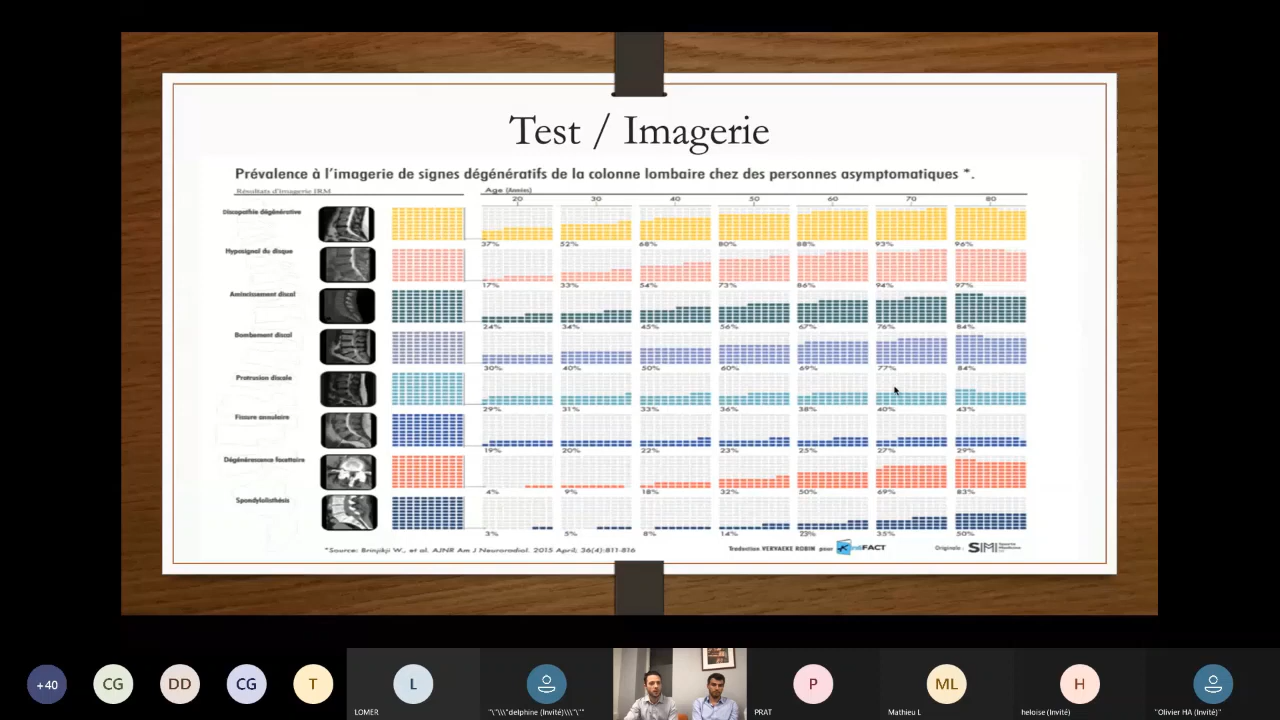 Test / Imagerie
Prévalence à l'imagerie de signes dégénératifs de la colonne lombaire chez des personnes asymptomatiques *.
Résultats d'imagerie IRM
Age (Années)
20 30 40 50 60 70 80
Discopathie dégénérative
37% 52% 68% 80% 88% 93% 96%
Hyposignal du disque
17% 33% 54% 73% 86% 94% 97%
Amincissement discal
24% 34% 45% 56% 67% 76% 84%
Bombement discal
30% 40% 50% 60% 69% 77% 84%
Protrusion discale
29% 31% 33% 36% 38% 40% 43%
Fissure annulaire
19% 20% 22% 23% 25% 27% 29%
Dégénérescence facettaire
4% 9% 18% 32% 50% 69% 83%
Spondylolisthésis
3% 5% 8% 14% 23% 35% 50%
*Source: Brinjikji W., et al. AJNR Am J Neuroradiol. 2015 April; 36(4):811-816
Traduction VERVAEKE ROBIN pour
FACT
Originale :
SIMI
+40
CG
DD
CG
T
L
LOMER
"\"\\\"delphine (Invité)\\\"\""
P
PRAT
ML
Mathieu L
H
heloise (Invité)
"Olivier HA (Invité)"